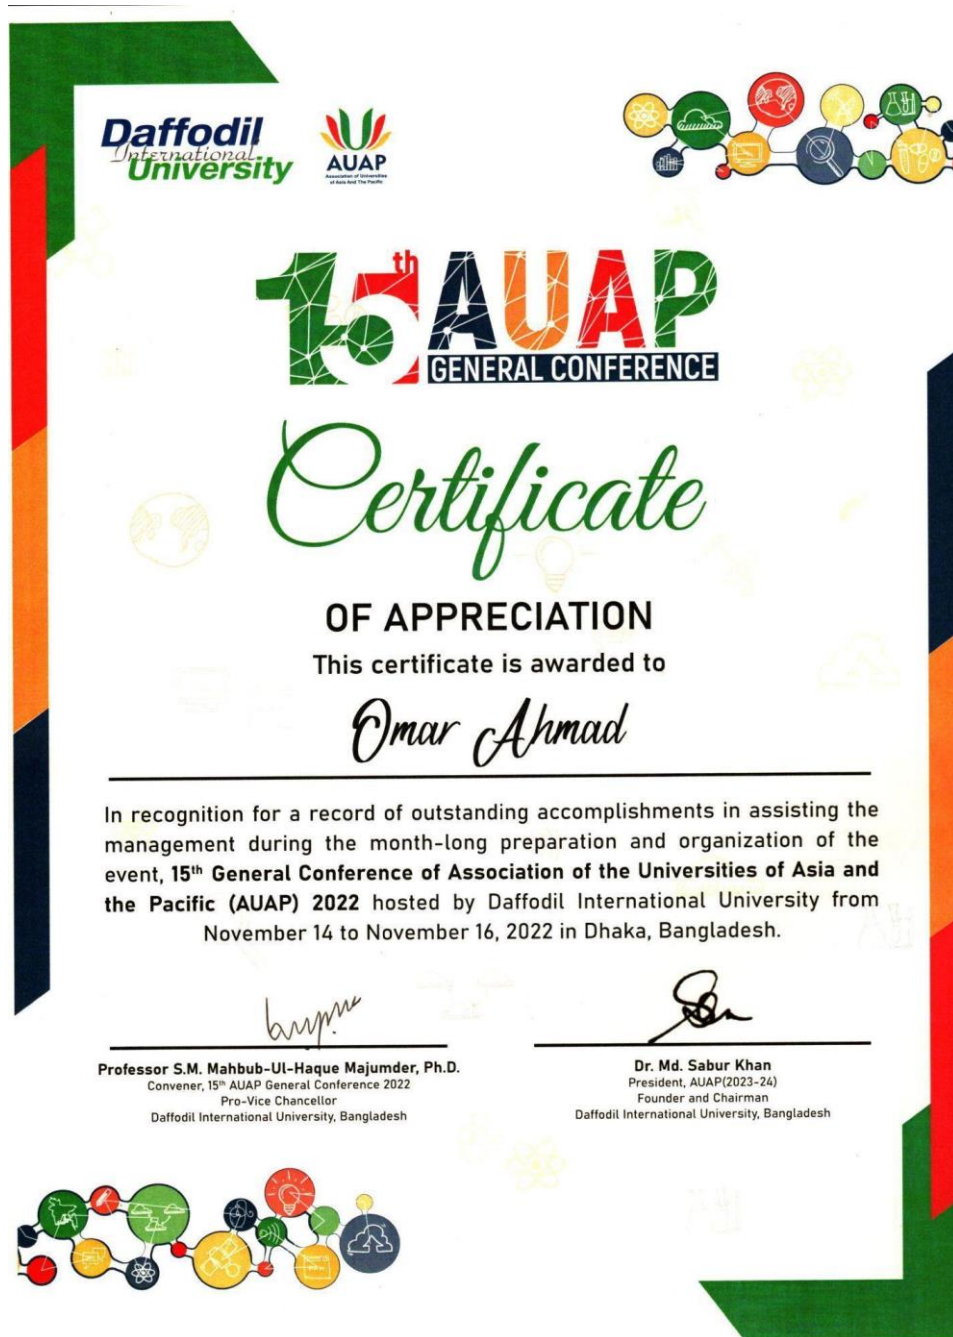 Daffodil
International
University
AUAP
Association of Universities
of Asia And The Pacific
15th AUAP
GENERAL CONFERENCE
Certificate
OF APPRECIATION
This certificate is awarded to
Omar Ahmad
In recognition for a record of outstanding accomplishments in assisting the
management during the month-long preparation and organization of the
event, 15th General Conference of Association of the Universities of Asia and
the Pacific (AUAP) 2022 hosted by Daffodil International University from
November 14 to November 16, 2022 in Dhaka, Bangladesh.
Professor S.M. Mahbub-Ul-Haque Majumder, Ph.D.
Convener, 15th AUAP General Conference 2022
Pro-Vice Chancellor
Daffodil International University, Bangladesh
Dr. Md. Sabur Khan
President, AUAP(2023-24)
Founder and Chairman
Daffodil International University, Bangladesh